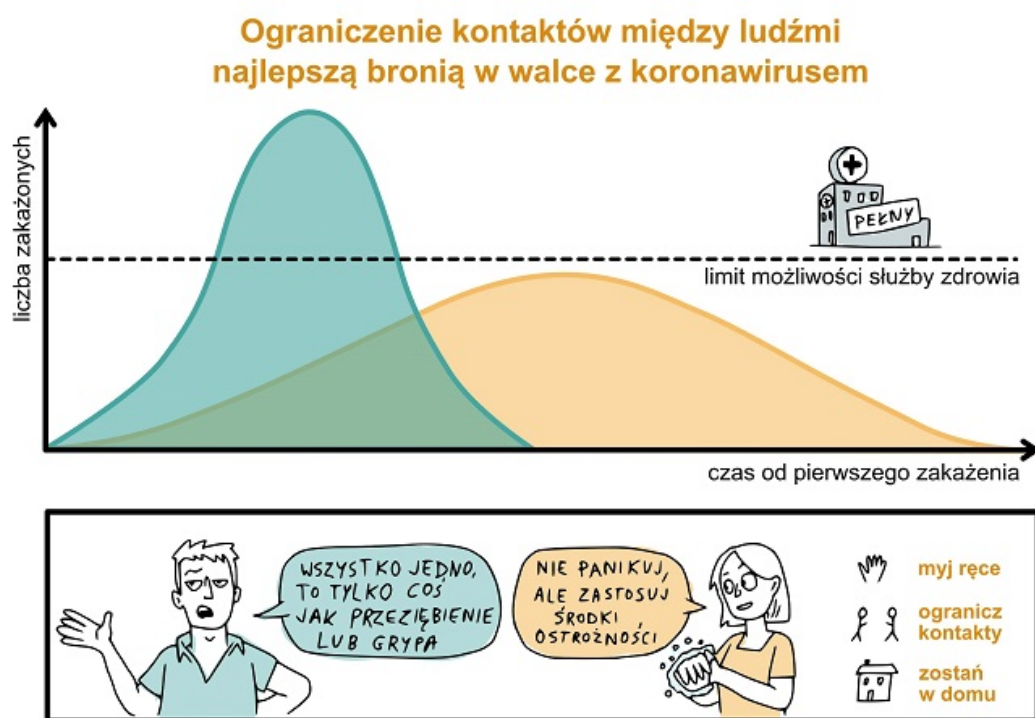 Ograniczenie kontaktów między ludźmi
najlepszą bronią w walce z koronawirusem
liczba zakażonych
PEŁNY
limit możliwości służby zdrowia
czas od pierwszego zakażenia
WSZYSTKO JEDNO,
TO TYLKO COŚ
JAK PRZEZIĘBIENIE
LUB GRYPA
NIE PANIKUJ,
ALE ZASTOSUJ
ŚRODKI
OSTROŻNOŚCI
myj ręce
ogranicz
kontakty
zostań
w domu